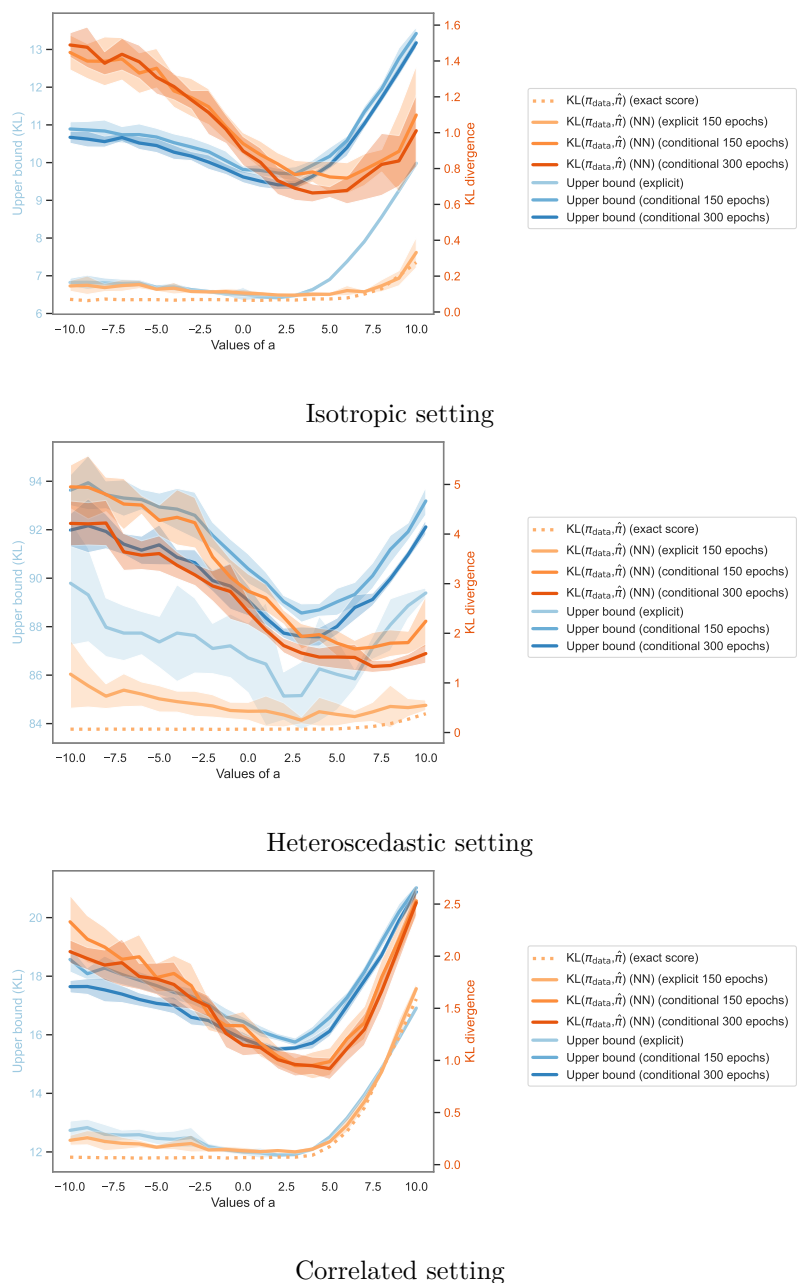 13
12
11
10
9
8
7
6
Upper bound (KL)
1.6
1.4
1.2
1.0
0.8
0.6
0.4
0.2
0.0
KL divergence
−10.0 −7.5 −5.0 −2.5 0.0 2.5 5.0 7.5 10.0
Values of a
KL(π_data,π̂) (exact score)
KL(π_data,π̂) (NN) (explicit 150 epochs)
KL(π_data,π̂) (NN) (conditional 150 epochs)
KL(π_data,π̂) (NN) (conditional 300 epochs)
Upper bound (explicit)
Upper bound (conditional 150 epochs)
Upper bound (conditional 300 epochs)
Isotropic setting
94
92
90
88
86
84
Upper bound (KL)
5
4
3
2
1
0
KL divergence
−10.0 −7.5 −5.0 −2.5 0.0 2.5 5.0 7.5 10.0
Values of a
KL(π_data,π̂) (exact score)
KL(π_data,π̂) (NN) (explicit 150 epochs)
KL(π_data,π̂) (NN) (conditional 150 epochs)
KL(π_data,π̂) (NN) (conditional 300 epochs)
Upper bound (explicit)
Upper bound (conditional 150 epochs)
Upper bound (conditional 300 epochs)
Heteroscedastic setting
20
18
16
14
12
Upper bound (KL)
2.5
2.0
1.5
1.0
0.5
0.0
KL divergence
−10.0 −7.5 −5.0 −2.5 0.0 2.5 5.0 7.5 10.0
Values of a
KL(π_data,π̂) (exact score)
KL(π_data,π̂) (NN) (explicit 150 epochs)
KL(π_data,π̂) (NN) (conditional 150 epochs)
KL(π_data,π̂) (NN) (conditional 300 epochs)
Upper bound (explicit)
Upper bound (conditional 150 epochs)
Upper bound (conditional 300 epochs)
Correlated setting